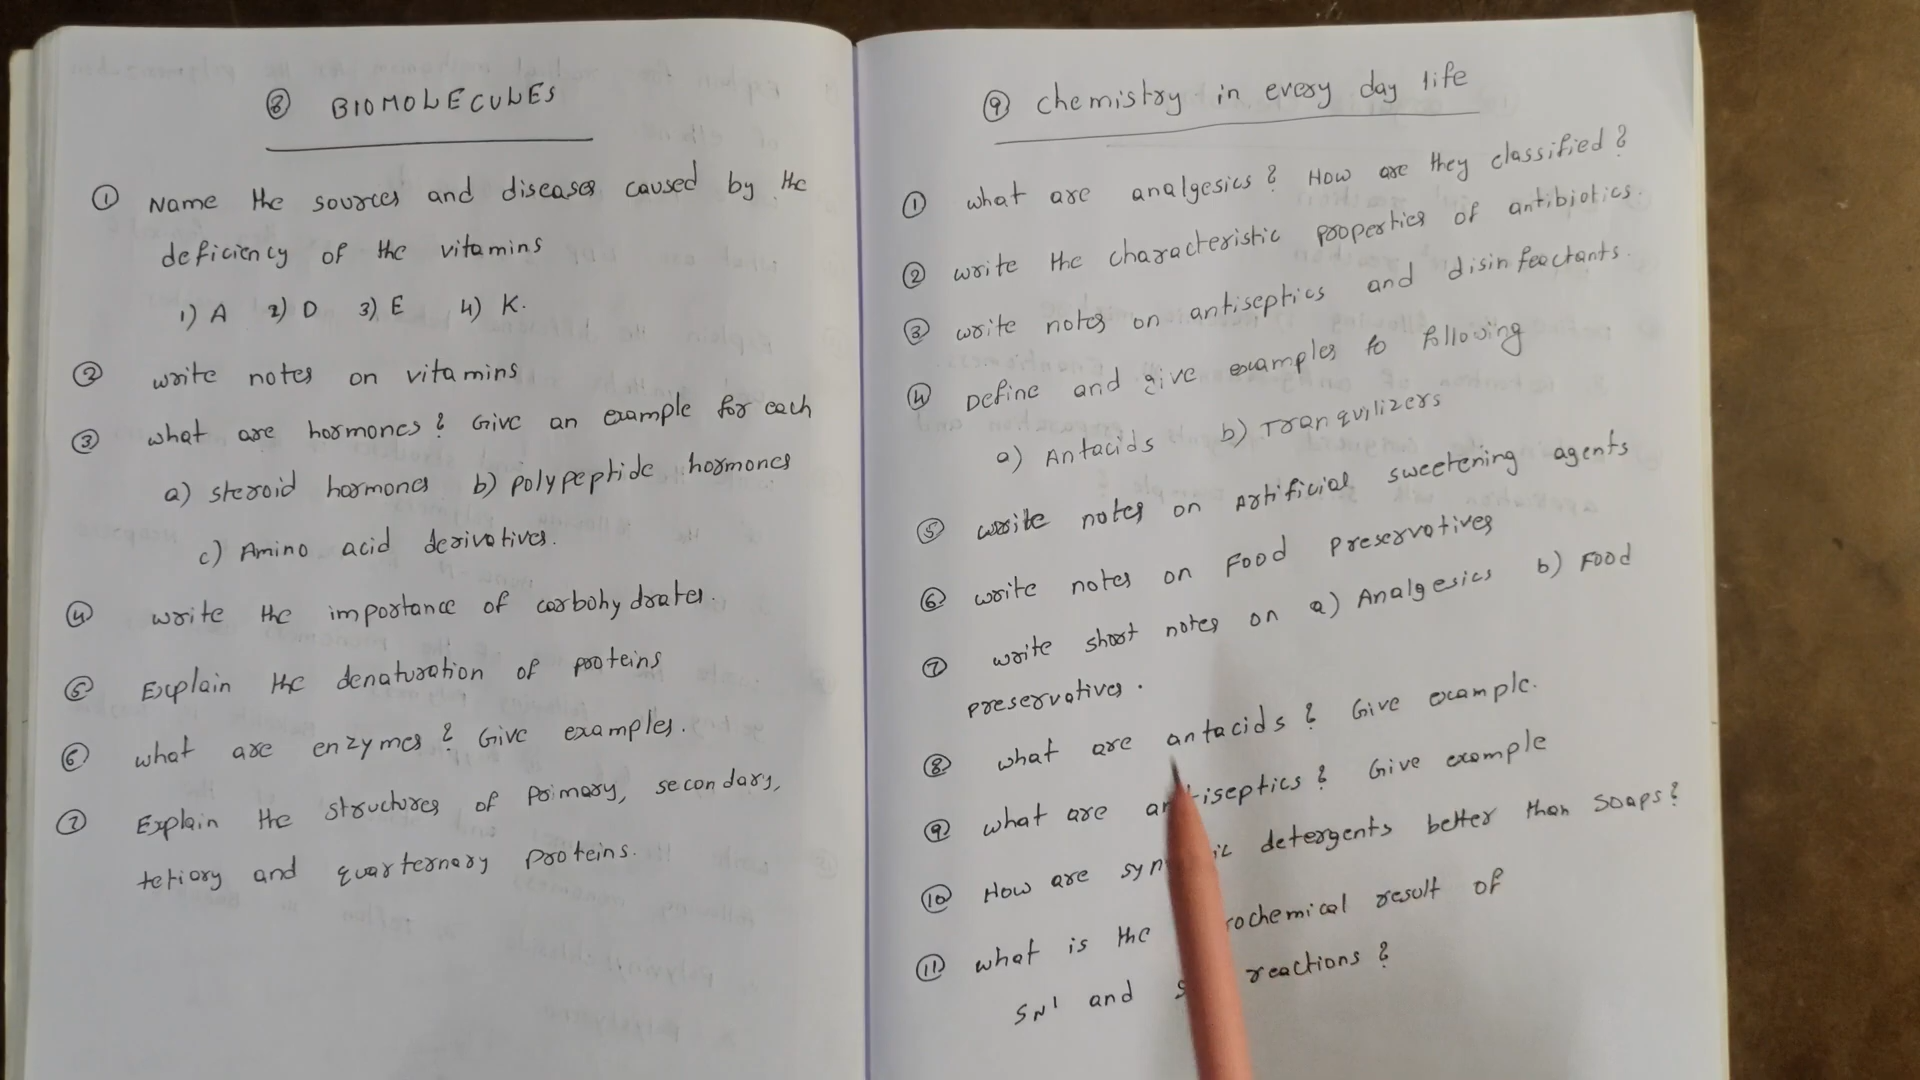 ⑧ BIOMOLECULES
① Name the sources and diseases caused by the
deficiency of the vitamins
1) A 2) D 3) E 4) K.
② write notes on vitamins
③ what are hormones? Give an example for each
a) steroid hormones b) polypeptide hormones
c) Amino acid derivatives.
④ write the importance of carbohydrates.
⑤ Explain the denaturation of proteins
⑥ what are enzymes? Give examples.
⑦ Explain the structures of primary, secondary,
tetiary and quarternary proteins.
⑨ chemistry in every day life
① what are analgesics? How are they classified?
② write the characteristic properties of antibiotics.
③ write notes on antiseptics and disinfectants.
④ Define and give examples to following
a) Antacids b) Tranquilizers
⑤ write notes on Artificial sweetening agents
⑥ write notes on Food preservatives
⑦ write short notes on a) Analgesics b) Food
preservatives.
⑧ what are antacids? Give example.
⑨ what are antiseptics? Give example
⑩ How are detergents better than soaps?
⑪ what is the result of
SN1 and reactions?